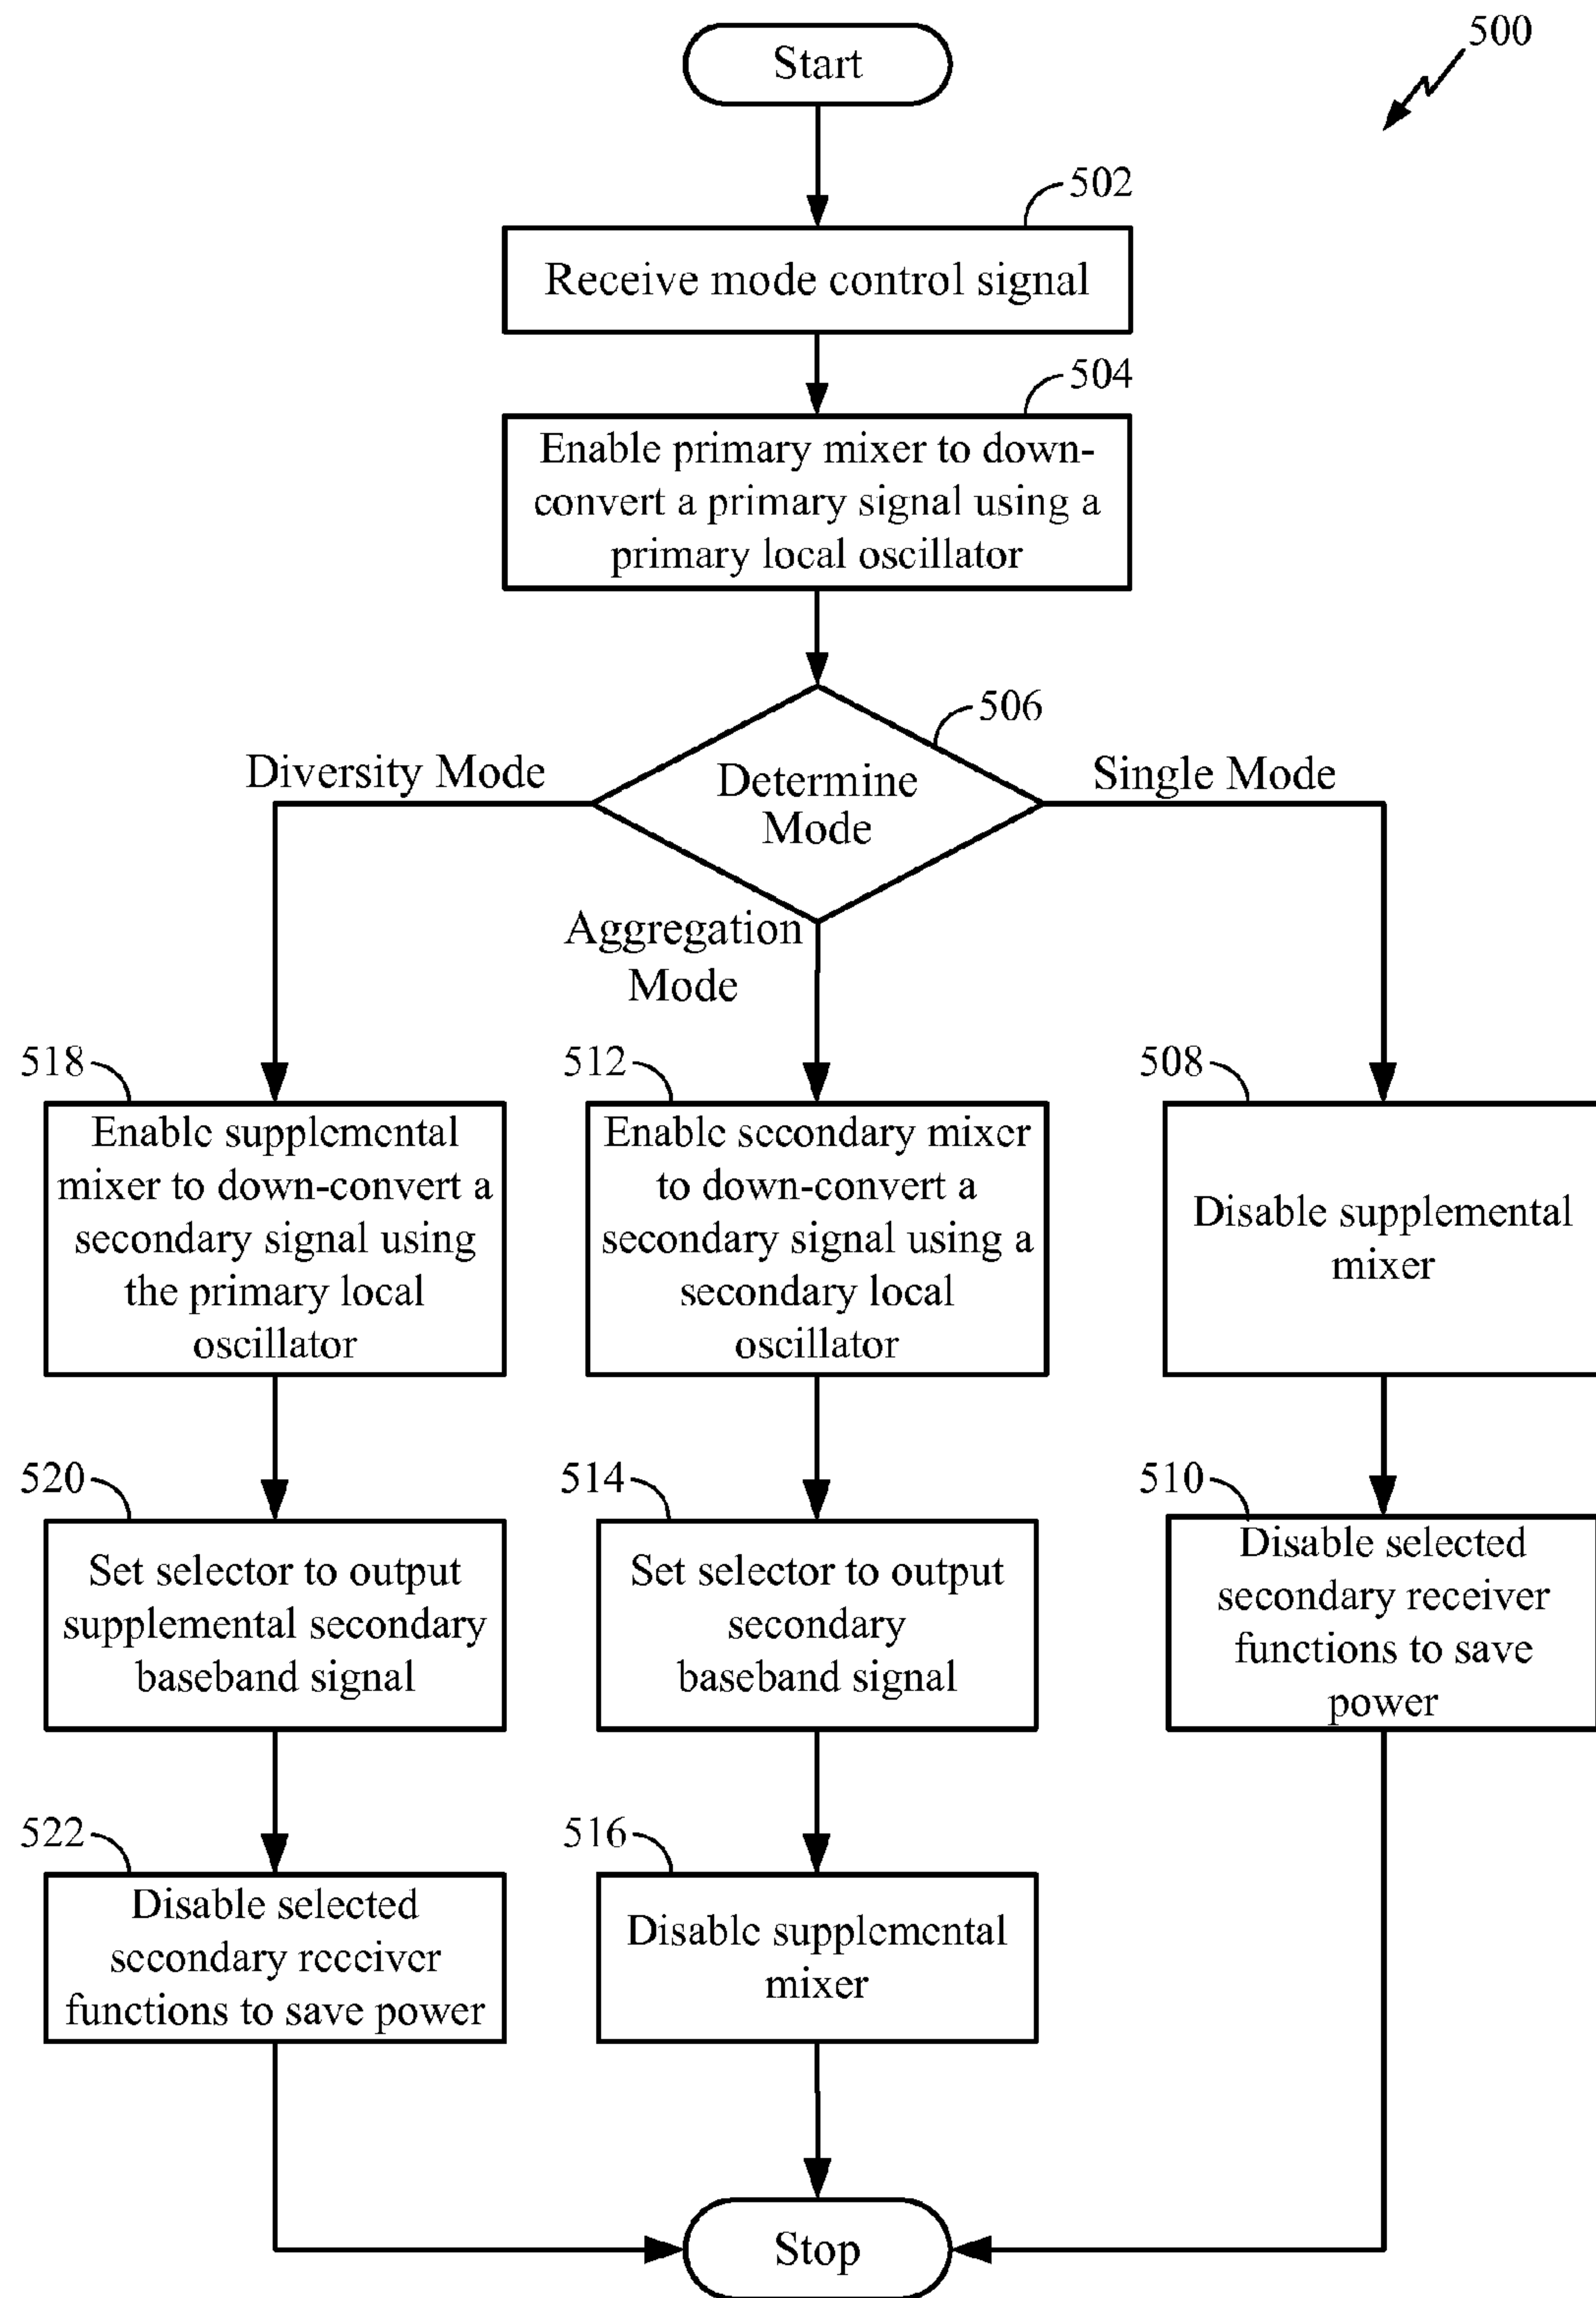 Start
500
502
Receive mode control signal
504
Enable primary mixer to down-
convert a primary signal using a
primary local oscillator
506
Determine
Mode
Diversity Mode
Aggregation
Mode
Single Mode
518
Enable supplemental
mixer to down-convert a
secondary signal using
the primary local
oscillator
512
Enable secondary mixer
to down-convert a
secondary signal using a
secondary local
oscillator
508
Disable supplemental
mixer
520
Set selector to output
supplemental secondary
baseband signal
514
Set selector to output
secondary
baseband signal
510
Disable selected
secondary receiver
functions to save
power
522
Disable selected
secondary receiver
functions to save power
516
Disable supplemental
mixer
Stop